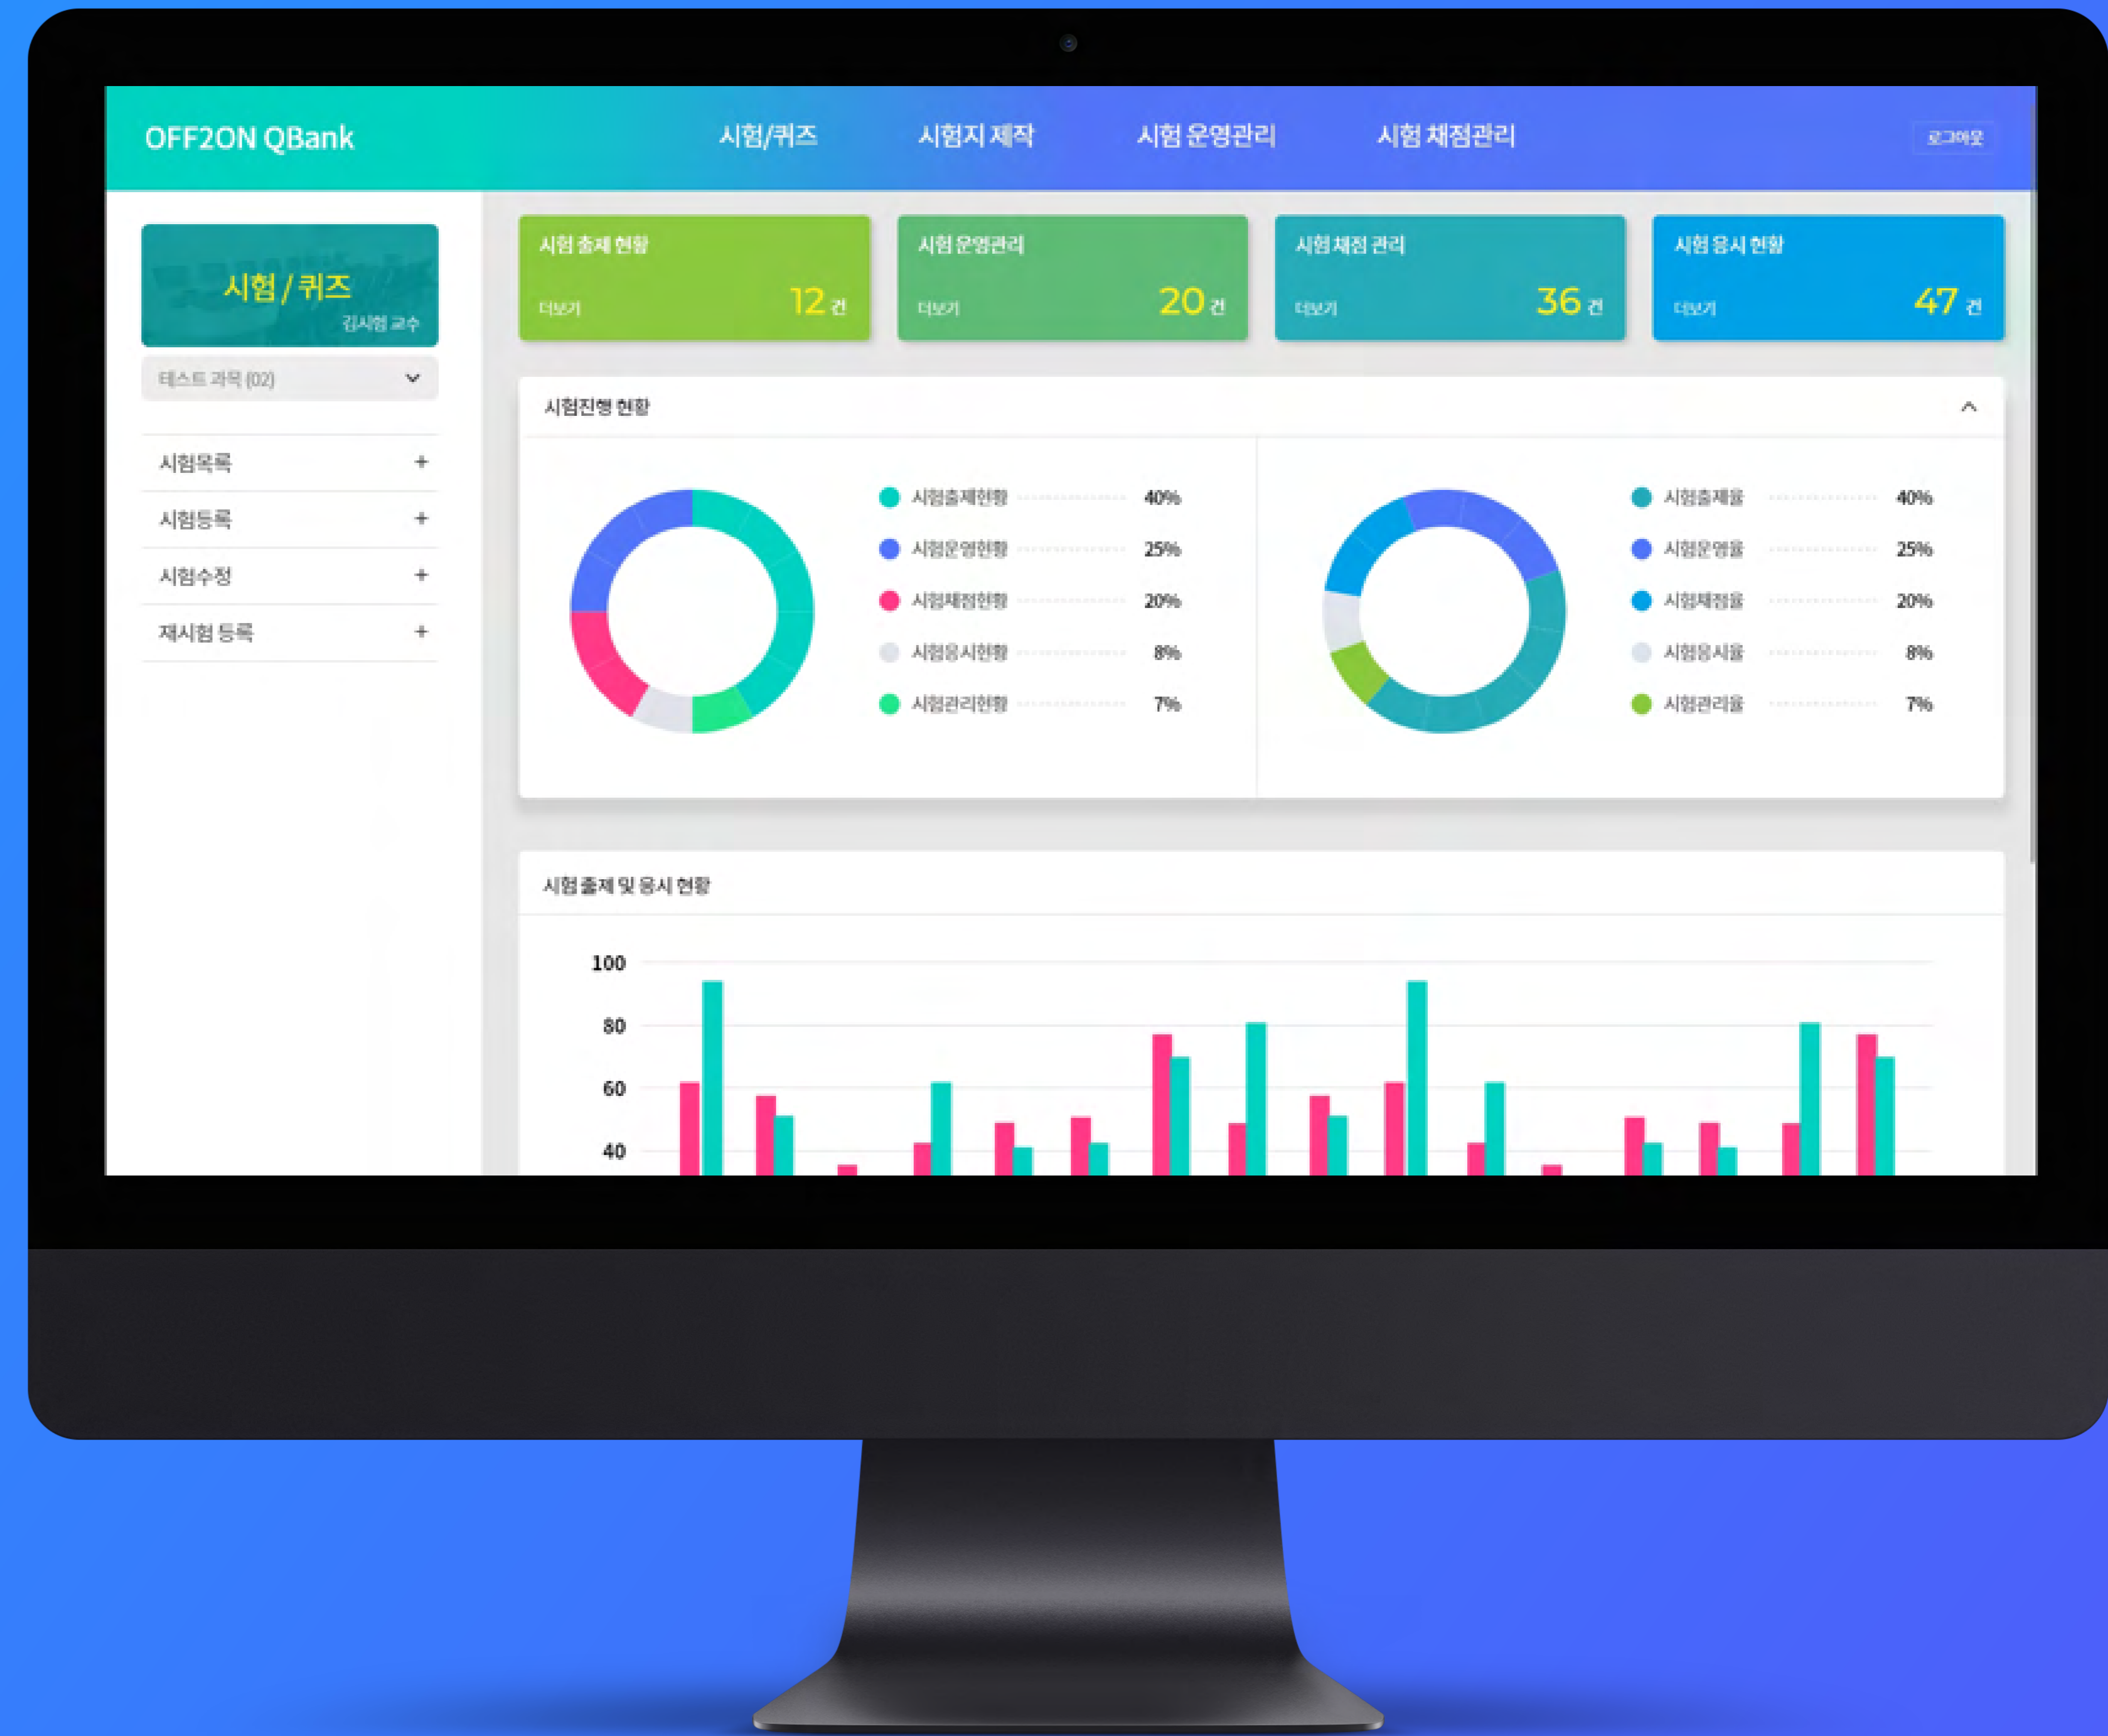 OFF2ON QBank
시험/퀴즈
시험지 제작
시험 운영관리
시험 채점관리
로그아웃
시험 / 퀴즈
김시험 교수
테스트 과목 (02)
시험목록 +
시험등록 +
시험수정 +
재시험 등록 +
시험 출제 현황
더보기 12 건
시험 운영관리
더보기 20 건
시험 채점 관리
더보기 36 건
시험 응시 현황
더보기 47 건
시험진행 현황
시험출제현황 40%
시험운영현황 25%
시험채점현황 20%
시험응시현황 8%
시험관리현황 7%
시험출제율 40%
시험운영율 25%
시험채점율 20%
시험응시율 8%
시험관리율 7%
시험 출제 및 응시 현황
100
80
60
40